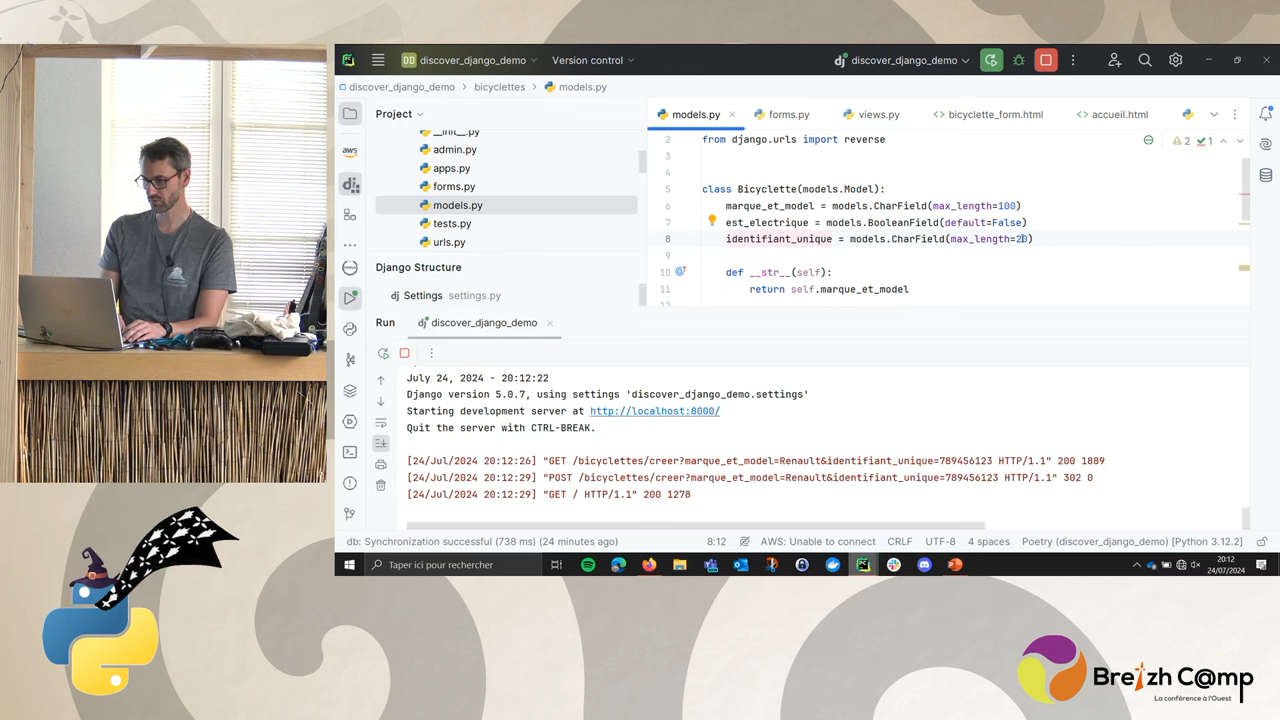 discover_django_demo
Version control
discover_django_demo
discover_django_demo > bicyclettes > models.py
Project
__init__.py
admin.py
apps.py
forms.py
models.py
tests.py
urls.py
Django Structure
Settings settings.py
models.py
forms.py
views.py
bicyclette_form.html
accueil.html
2 from django.urls import reverse
3
class Bicyclette(models.Model):
marque_et_model = models.CharField(max_length=100)
= models.BooleanField(default=False)
8 identifiant_unique = models.CharField(max_length=20)
10 def __str__(self):
11 return self.marque_et_model
12
Run
discover_django_demo
July 24, 2024 - 20:12:22
Django version 5.0.7, using settings 'discover_django_demo.settings'
Starting development server at http://localhost:8000/
Quit the server with CTRL-BREAK.
[24/Jul/2024 20:12:26] "GET /bicyclettes/creer?marque_et_model=Renault&identifiant_unique=789456123 HTTP/1.1" 200 1889
[24/Jul/2024 20:12:29] "POST /bicyclettes/creer?marque_et_model=Renault&identifiant_unique=789456123 HTTP/1.1" 302 0
[24/Jul/2024 20:12:29] "GET / HTTP/1.1" 200 1278
db: Synchronization successful (738 ms) (24 minutes ago)
8:12
AWS: Unable to connect
CRLF
UTF-8
4 spaces
Poetry (discover_django_demo) [Python 3.12.2]
Taper ici pour rechercher
20:12
24/07/2024
Breizh C@mp
La conférence à l'Ouest